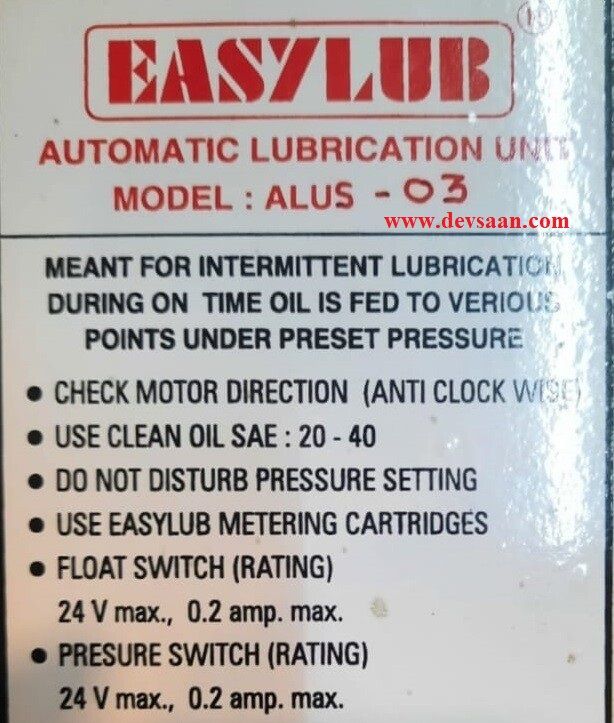 EASYLUB
AUTOMATIC LUBRICATION UNIT
MODEL : ALUS - 03
www.devsaan.com
MEANT FOR INTERMITTENT LUBRICATION
DURING ON TIME OIL IS FED TO VERIOUS
POINTS UNDER PRESET PRESSURE
● CHECK MOTOR DIRECTION (ANTI CLOCK WISE)
● USE CLEAN OIL SAE : 20 - 40
● DO NOT DISTURB PRESSURE SETTING
● USE EASYLUB METERING CARTRIDGES
● FLOAT SWITCH (RATING)
24 V max., 0.2 amp. max.
● PRESURE SWITCH (RATING)
24 V max., 0.2 amp. max.